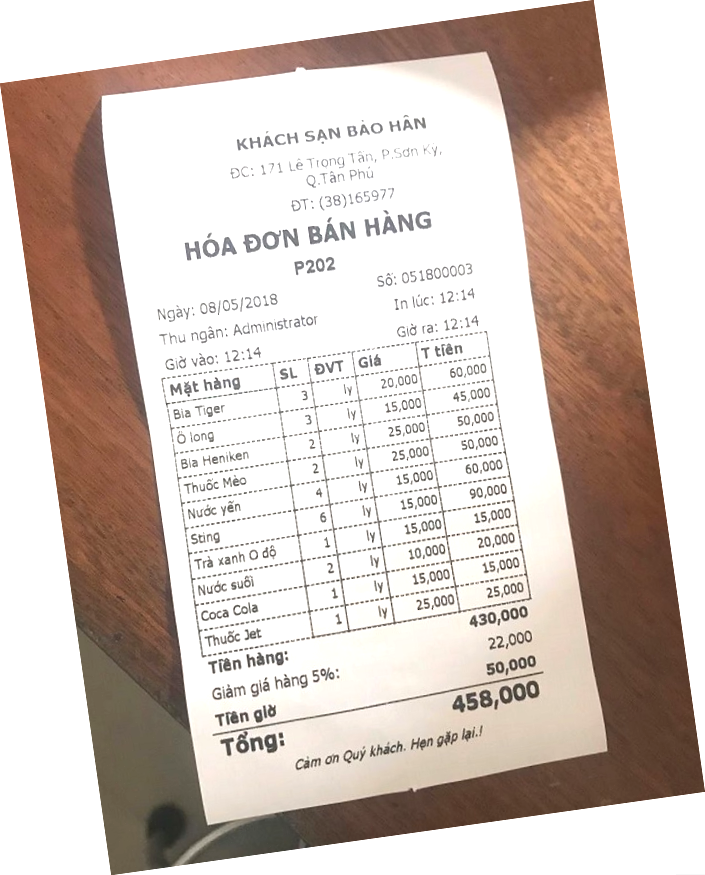 KHÁCH SẠN BẢO HÂN
ĐC: 171 Lê Trọng Tấn, P.Sơn Kỳ,
Q.Tân Phú
ĐT: (38)165977
HÓA ĐƠN BÁN HÀNG
P202
Ngày: 08/05/2018 Số: 051800003
Thu ngân: Administrator In lúc: 12:14
Giờ vào: 12:14 Giờ ra: 12:14
Mặt hàng SL ĐVT Giá T tiền
Bia Tiger 3 ly 20,000 60,000
Ô long 3 ly 15,000 45,000
Bia Heniken 2 ly 25,000 50,000
Thuốc Mèo 2 ly 25,000 50,000
Nước yến 4 ly 15,000 60,000
Sting 6 ly 15,000 90,000
Trà xanh O độ 1 ly 15,000 15,000
Nước suối 2 ly 10,000 20,000
Coca Cola 1 ly 15,000 15,000
Thuốc Jet 1 ly 25,000 25,000
Tiền hàng: 430,000
Giảm giá hàng 5%: 22,000
Tiền giờ 50,000
Tổng: 458,000
Cảm ơn Quý khách. Hẹn gặp lại.!